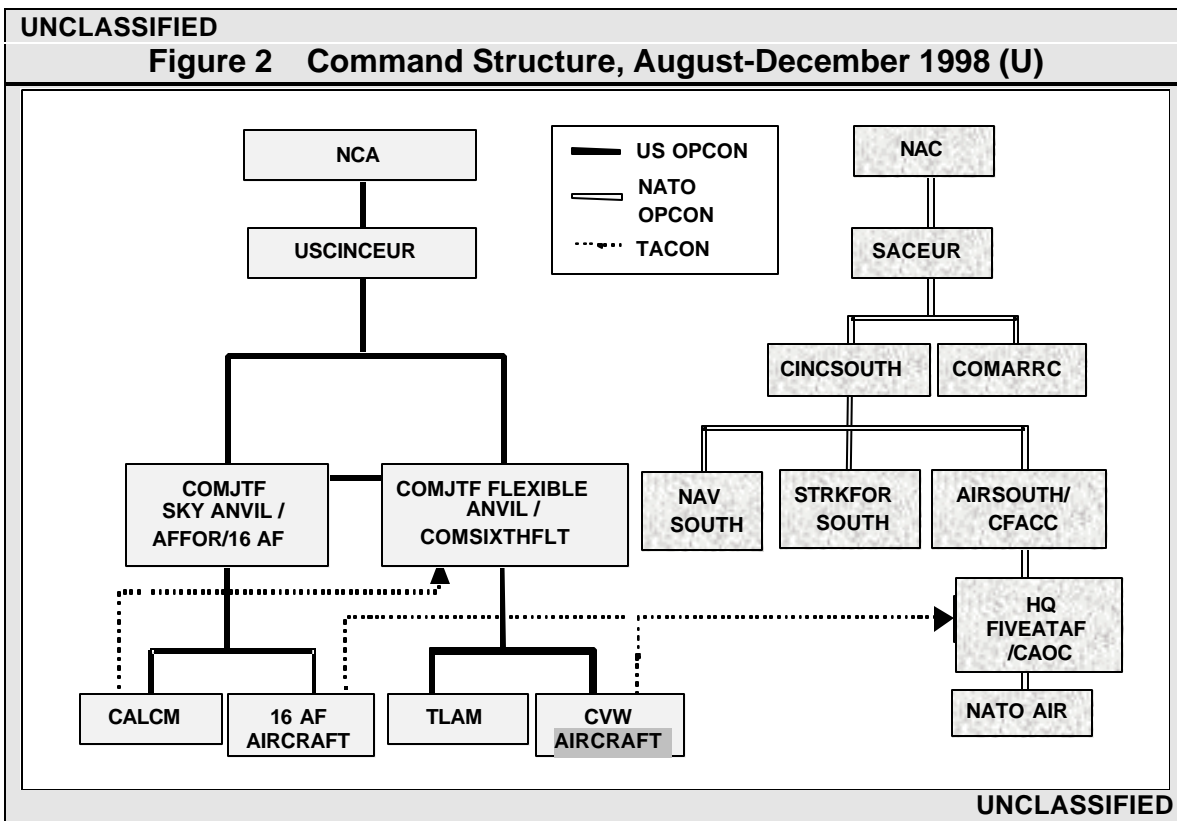 UNCLASSIFIED
Figure 2 Command Structure, August-December 1998 (U)
NCA
USCINCEUR
US OPCON
NATO
OPCON
TACON
NAC
SACEUR
CINCSOUTH
COMARRC
COMJTF
SKY ANVIL /
AFFOR/16 AF
COMJTF FLEXIBLE
ANVIL /
COMSIXTHFLT
NAV
SOUTH
STRKFOR
SOUTH
AIRSOUTH/
CFACC
HQ
FIVEATAF
/CAOC
CALCM
16 AF
AIRCRAFT
TLAM
CVW
AIRCRAFT
NATO AIR
UNCLASSIFIED